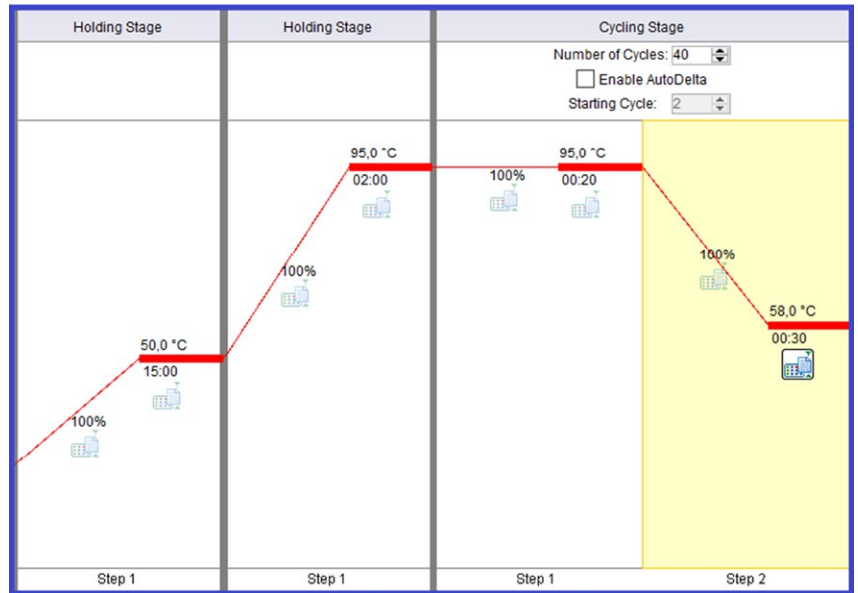 Holding Stage
Holding Stage
Cycling Stage
Number of Cycles: 40
Enable AutoDelta
Starting Cycle: 2
50,0 °C
15:00
100%
95,0 °C
02:00
100%
95,0 °C
100%
00:20
100%
58,0 °C
00:30
Step 1
Step 1
Step 1
Step 2